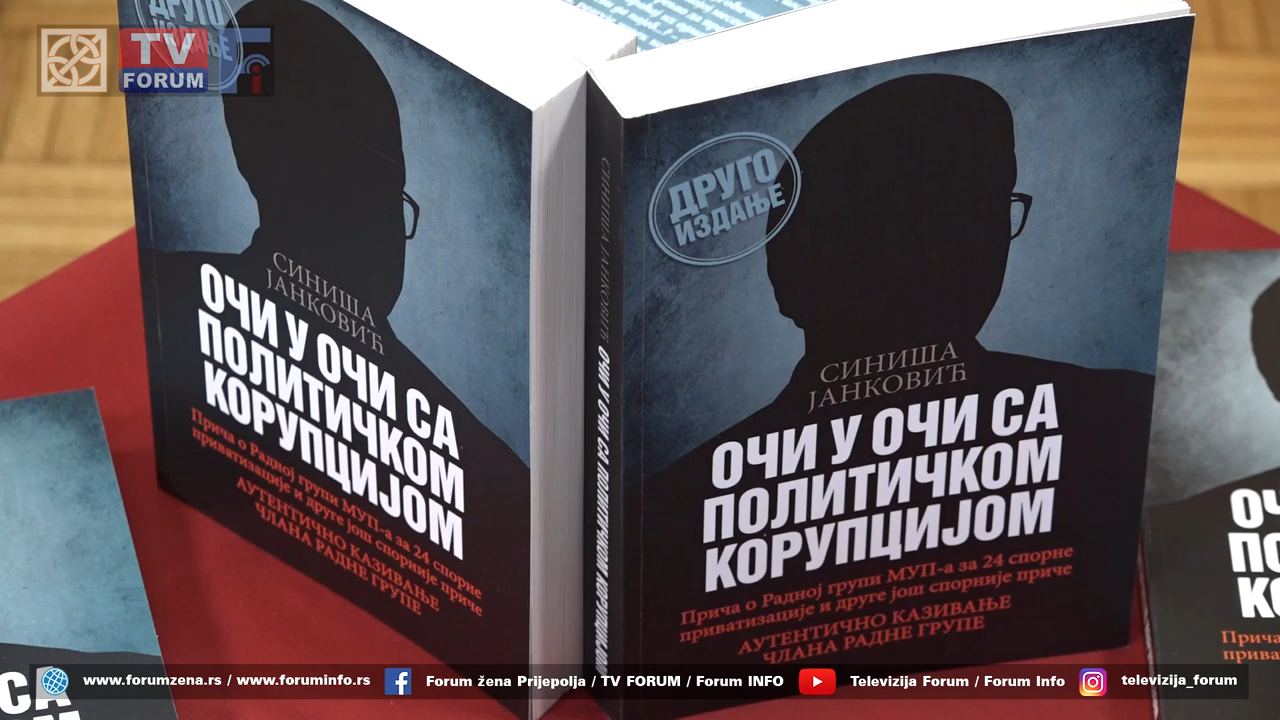 ДРУГО
ИЗДАЊЕ
TV
FORUM
СИНИША
ЈАНКОВИЋ
ОЧИ У ОЧИ СА
ПОЛИТИЧКОМ
КОРУПЦИЈОМ
Прича о Радној групи МУП-а за 24 спорне
приватизације и друге још спорније приче
АУТЕНТИЧНО КАЗИВАЊЕ
ЧЛАНА РАДНЕ ГРУПЕ
СИНИША ЈАНКОВИЋ ОЧИ У ОЧИ СА ПОЛИТИЧКОМ КОРУПЦИЈОМ
ДРУГО
ИЗДАЊЕ
СИНИША
ЈАНКОВИЋ
ОЧИ У ОЧИ СА
ПОЛИТИЧКОМ
КОРУПЦИЈОМ
Прича о Радној групи МУП-а за 24 спорне
приватизације и друге још спорније приче
АУТЕНТИЧНО КАЗИВАЊЕ
ЧЛАНА РАДНЕ ГРУПЕ
СА
www.forumzena.rs / www.foruminfo.rs
Forum žena Prijepolja / TV FORUM / Forum INFO
Televizija Forum / Forum Info
televizija_forum